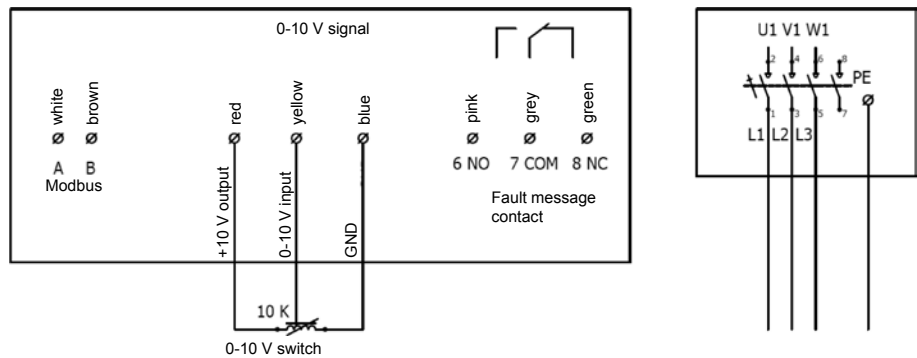 0-10 V signal
white
brown
red
yellow
blue
pink
grey
green
A B
Modbus
6 NO 7 COM 8 NC
Fault message
contact
+10 V output
0-10 V input
GND
10 K
0-10 V switch
U1 V1 W1
2 4 6 8
PE
1 3 5 7
L1 L2 L3